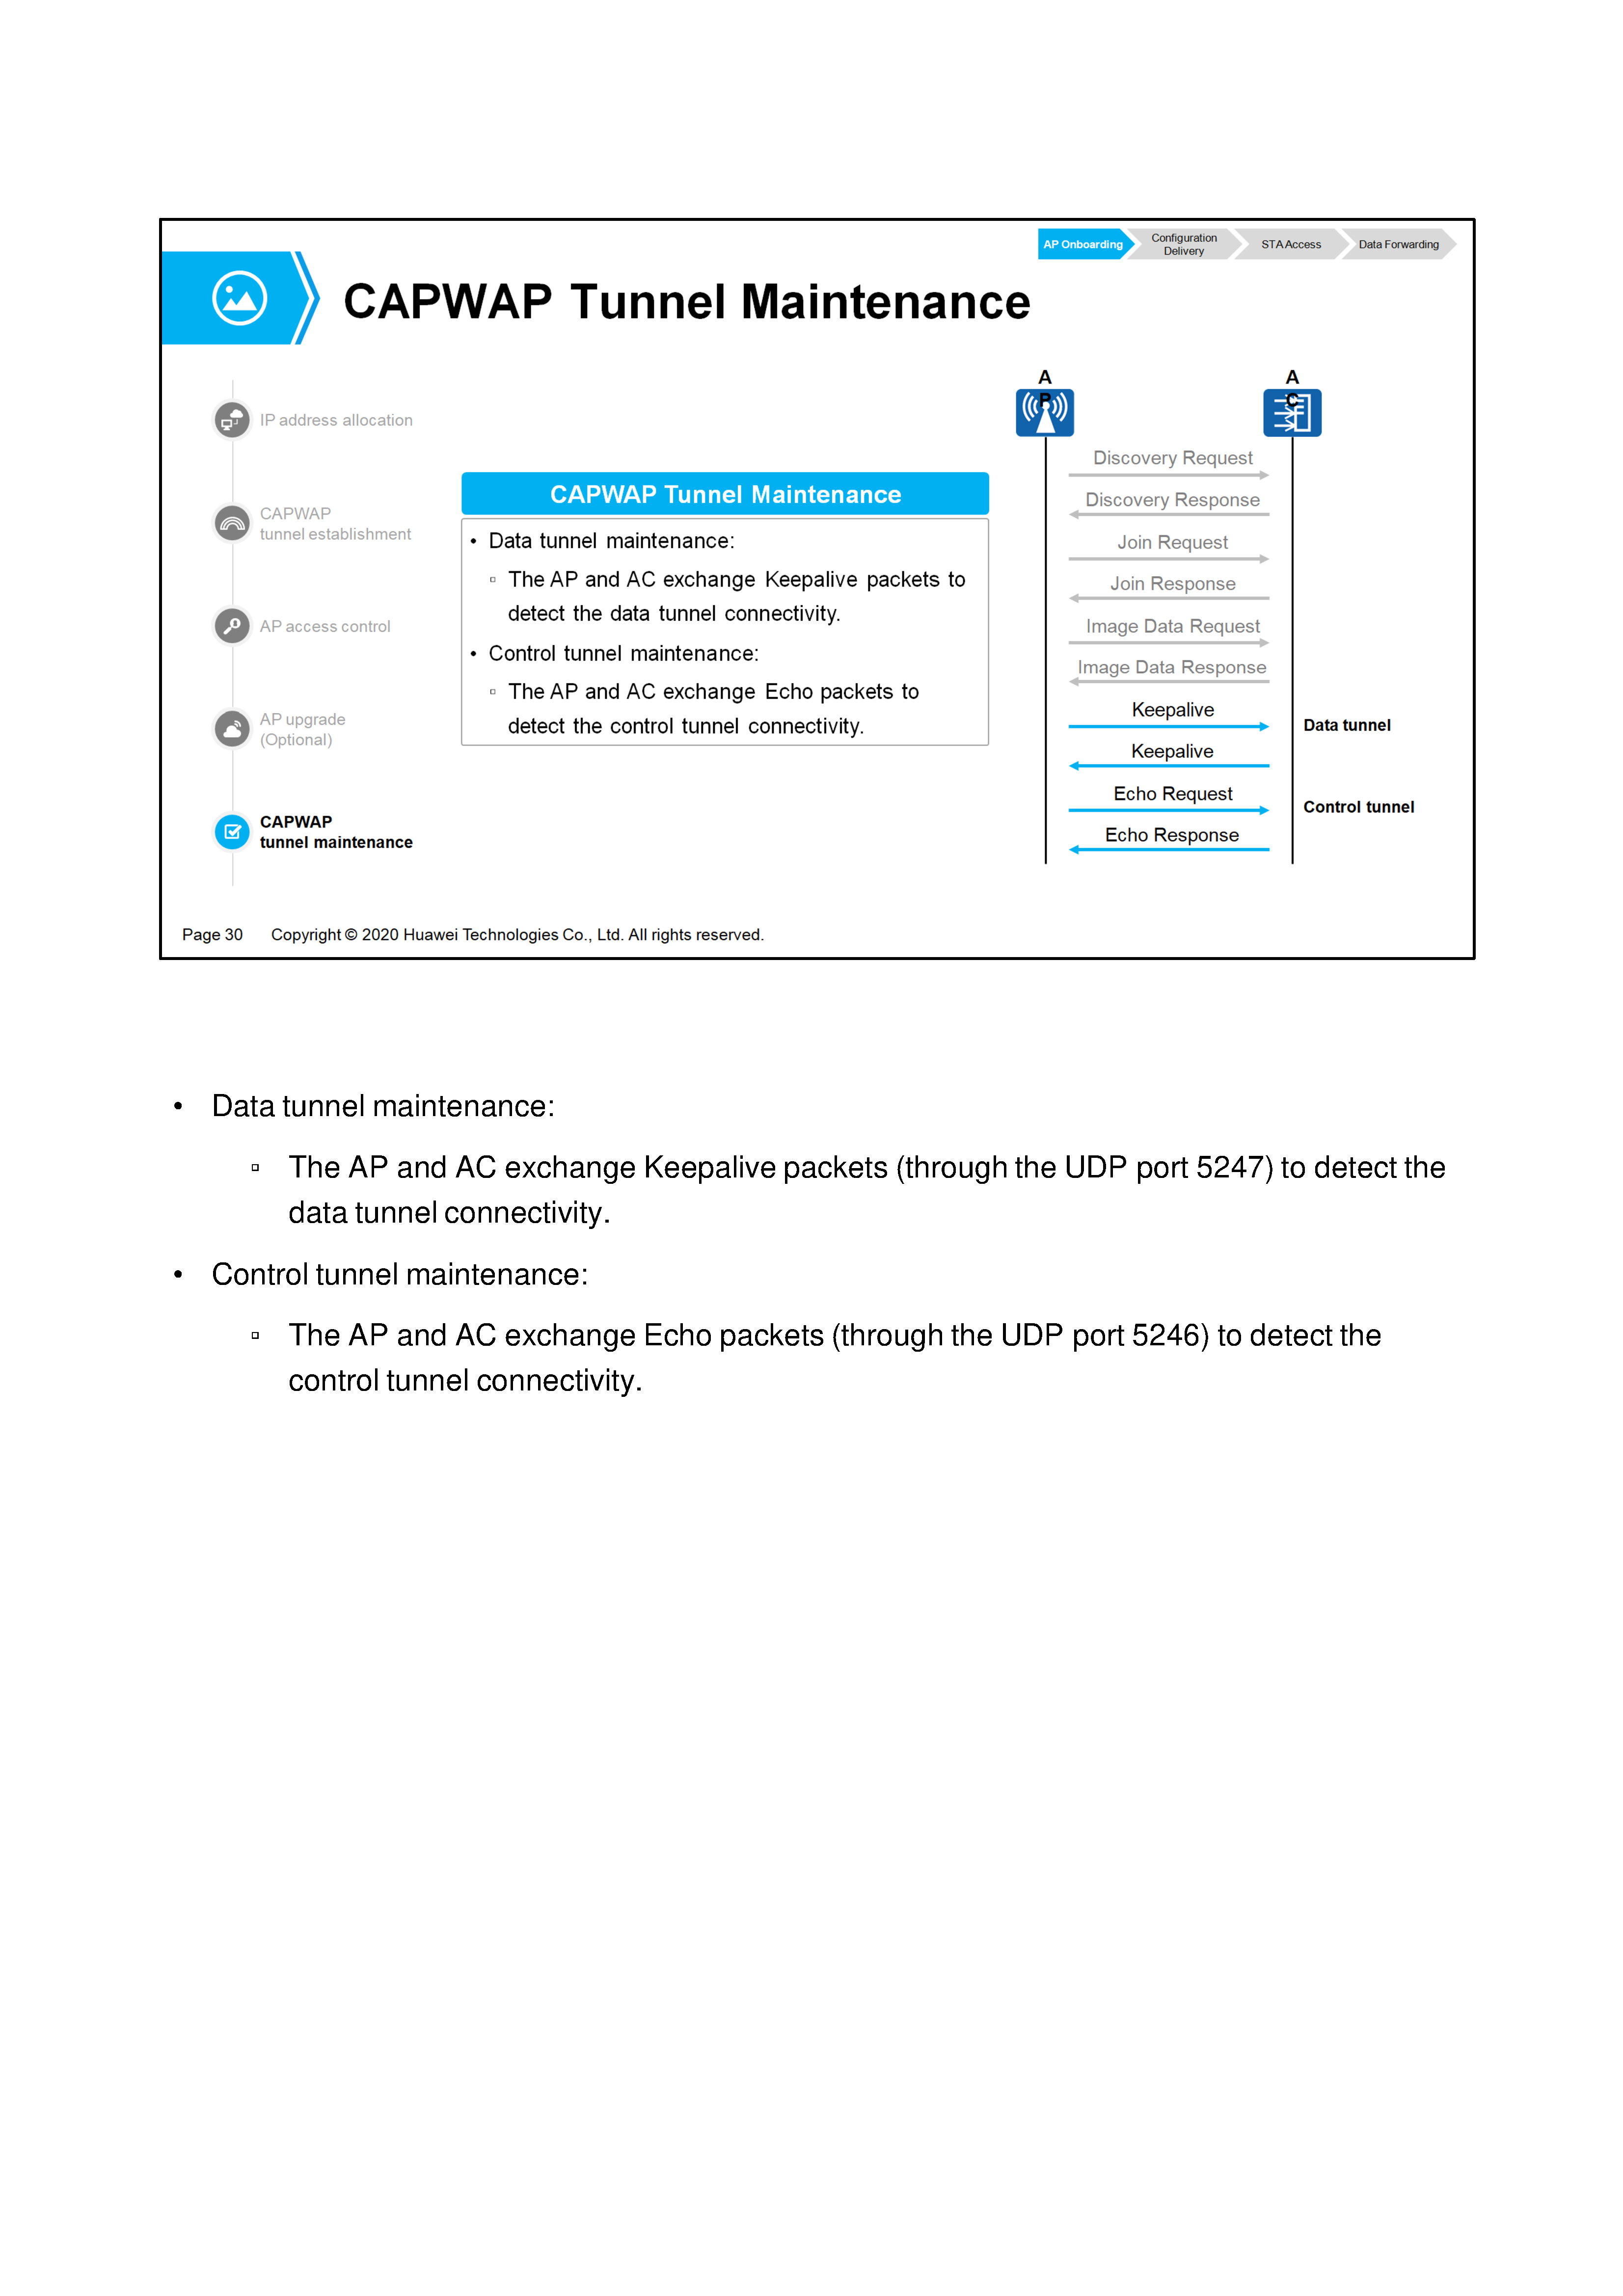 AP Onboarding
Configuration
Delivery
STA Access
Data Forwarding
CAPWAP Tunnel Maintenance
IP address allocation
CAPWAP
tunnel establishment
AP access control
AP upgrade
(Optional)
CAPWAP
tunnel maintenance
CAPWAP Tunnel Maintenance
• Data tunnel maintenance:
▫ The AP and AC exchange Keepalive packets to
detect the data tunnel connectivity.
• Control tunnel maintenance:
▫ The AP and AC exchange Echo packets to
detect the control tunnel connectivity.
A
P
A
C
Discovery Request
Discovery Response
Join Request
Join Response
Image Data Request
Image Data Response
Keepalive
Data tunnel
Keepalive
Echo Request
Control tunnel
Echo Response
Page 30 Copyright © 2020 Huawei Technologies Co., Ltd. All rights reserved.
• Data tunnel maintenance:
▫ The AP and AC exchange Keepalive packets (through the UDP port 5247) to detect the
data tunnel connectivity.
• Control tunnel maintenance:
▫ The AP and AC exchange Echo packets (through the UDP port 5246) to detect the
control tunnel connectivity.